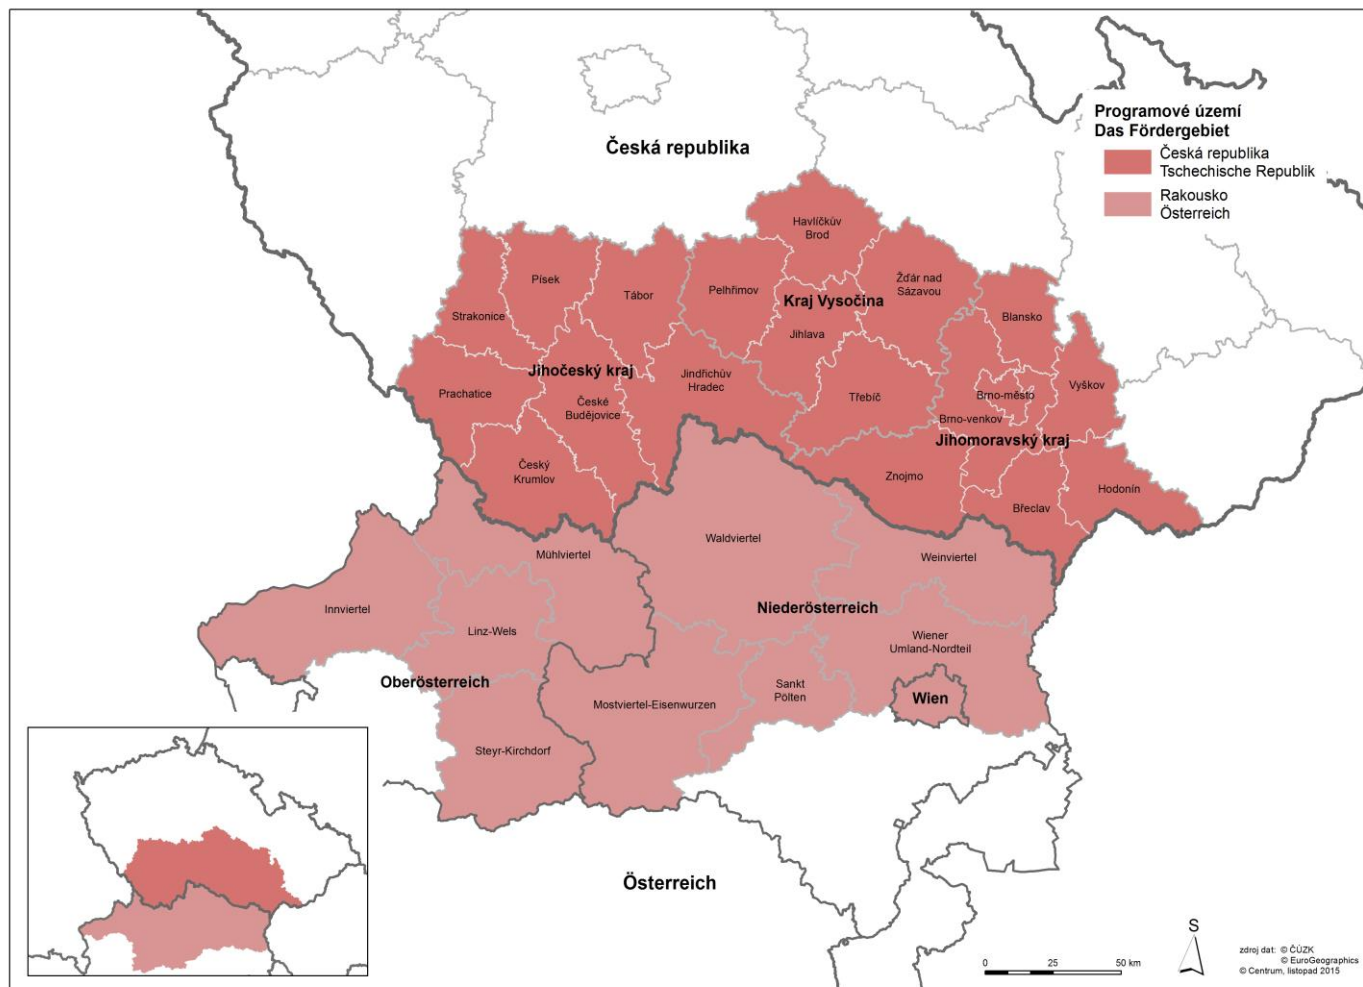 Programové území
Das Fördergebiet
Česká republika
Tschechische Republik
Rakousko
Österreich
Česká republika
Havlíčkův
Brod
Písek
Tábor
Pelhřimov
Žďár nad
Sázavou
Kraj Vysočina
Strakonice
Jihlava
Blansko
Jihočeský kraj
Jindřichův
Hradec
Vyškov
Prachatice
České
Budějovice
Třebíč
Brno-město
Brno-venkov
Jihomoravský kraj
Český
Krumlov
Znojmo
Hodonín
Břeclav
Waldviertel
Mühlviertel
Weinviertel
Innviertel
Niederösterreich
Linz-Wels
Wiener
Umland-Nordteil
Oberösterreich
Sankt
Pölten
Wien
Mostviertel-Eisenwurzen
Steyr-Kirchdorf
Österreich
S
0 25 50 km
zdroj dat: © ČÚZK
© EuroGeographics
© Centrum, listopad 2015